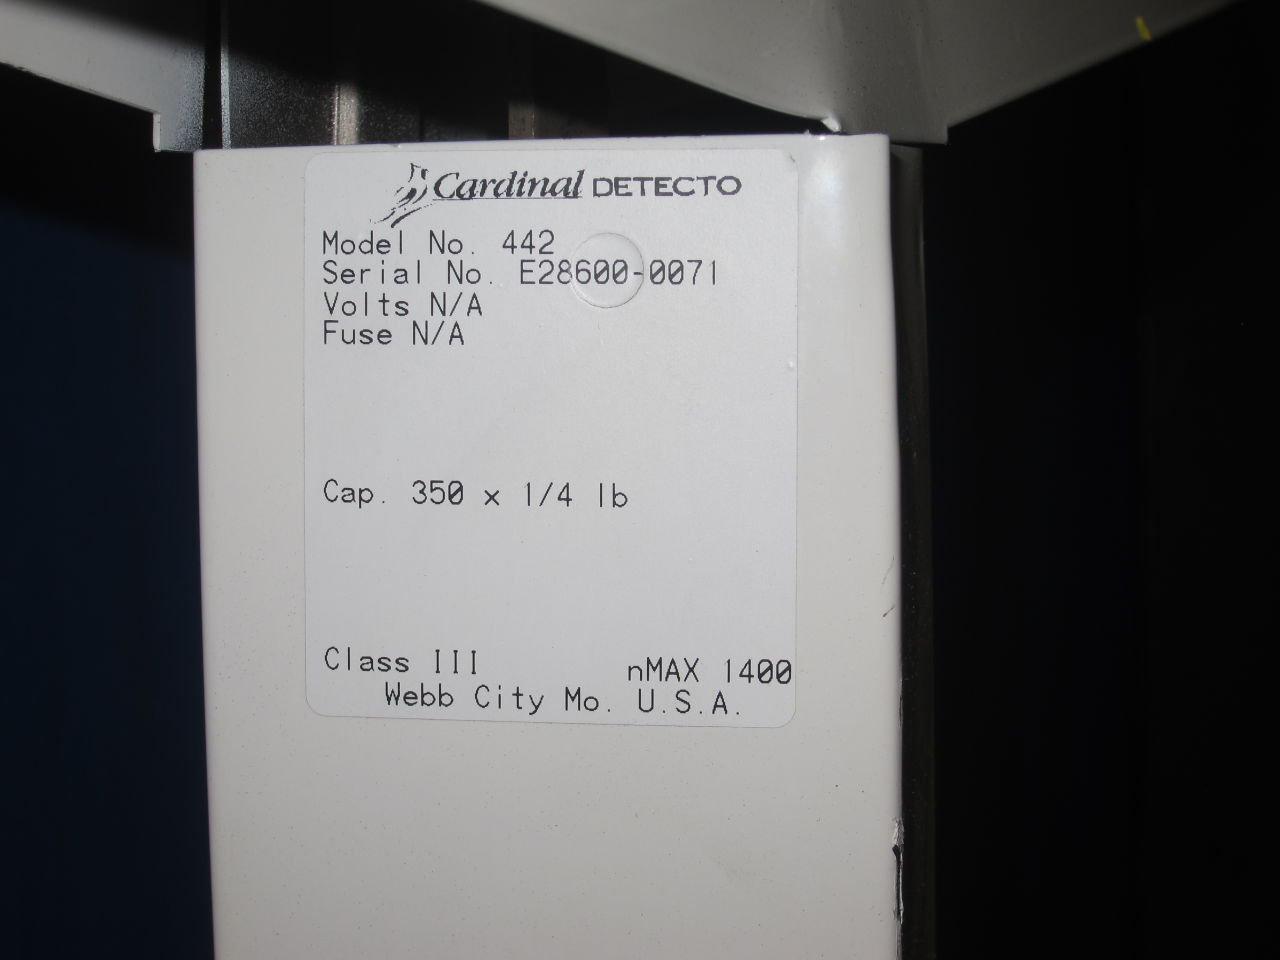 Cardinal DETECTO
Model No. 442
Serial No. E28600-0071
Volts N/A
Fuse N/A
Cap. 350 x 1/4 lb
Class III nMAX 1400
Webb City Mo. U.S.A.